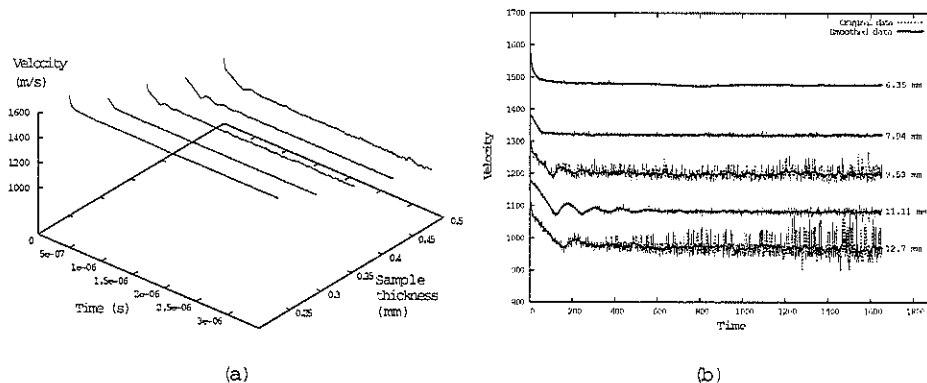 Velocity
(m/s)
1600
1400
1200
1000
0
5e-07
1e-06
1.5e-06
2e-06
2.5e-06
3e-06
Time (s)
0.25
0.3
0.35
0.4
0.45
0.5
Sample
thickness
(mm)
(a)
1700
1600
1500
1400
1300
1200
1100
1000
900
800
Velocity
Original data
Smoothed data
6.35 mm
7.94 mm
9.53 mm
11.11 mm
12.7 mm
0
200
400
600
800
1000
1200
1400
1600
1800
Time
(b)